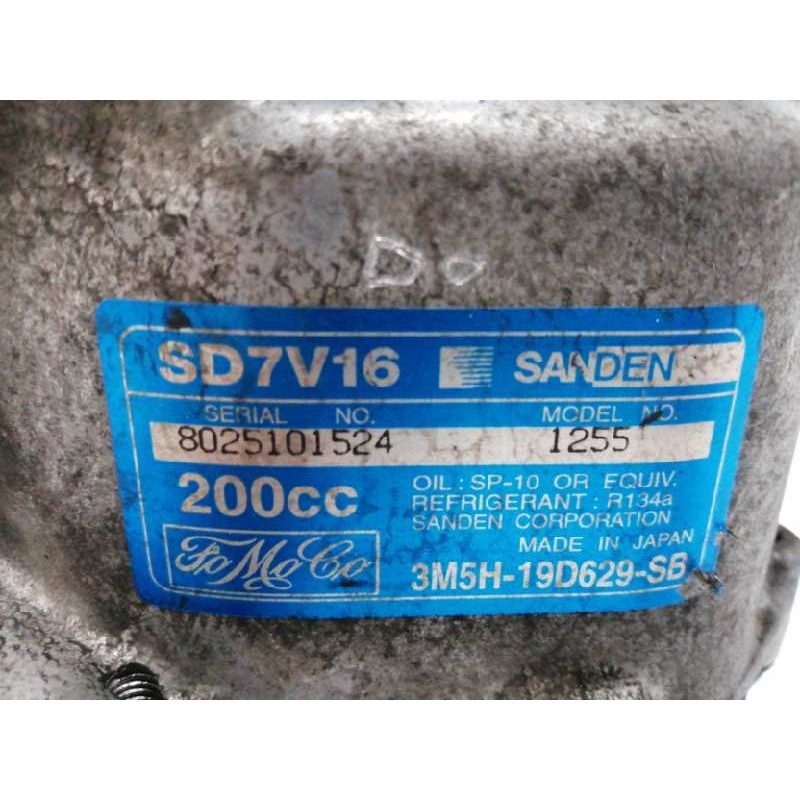 Do
SD7V16 SANDEN
SERIAL NO. MODEL NO.
8025101524 1255
200cc OIL : SP-10 OR EQUIV.
REFRIGERANT : R134a
SANDEN CORPORATION
MADE IN JAPAN
FoMoCo 3M5H-19D629-SB